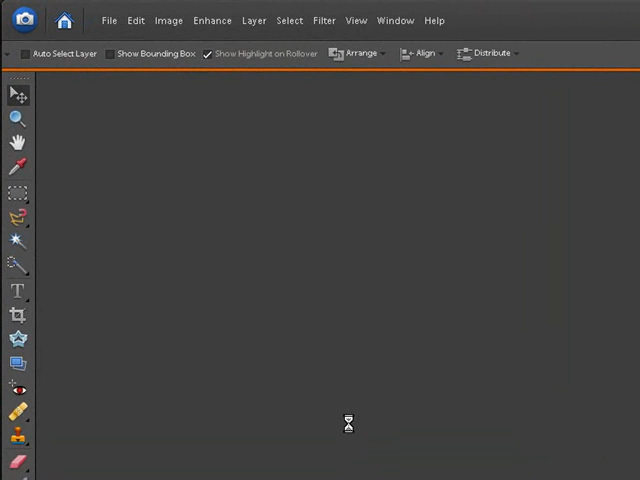 File Edit Image Enhance Layer Select Filter View Window Help
Auto Select Layer Show Bounding Box Show Highlight on Rollover Arrange Align Distribute
T